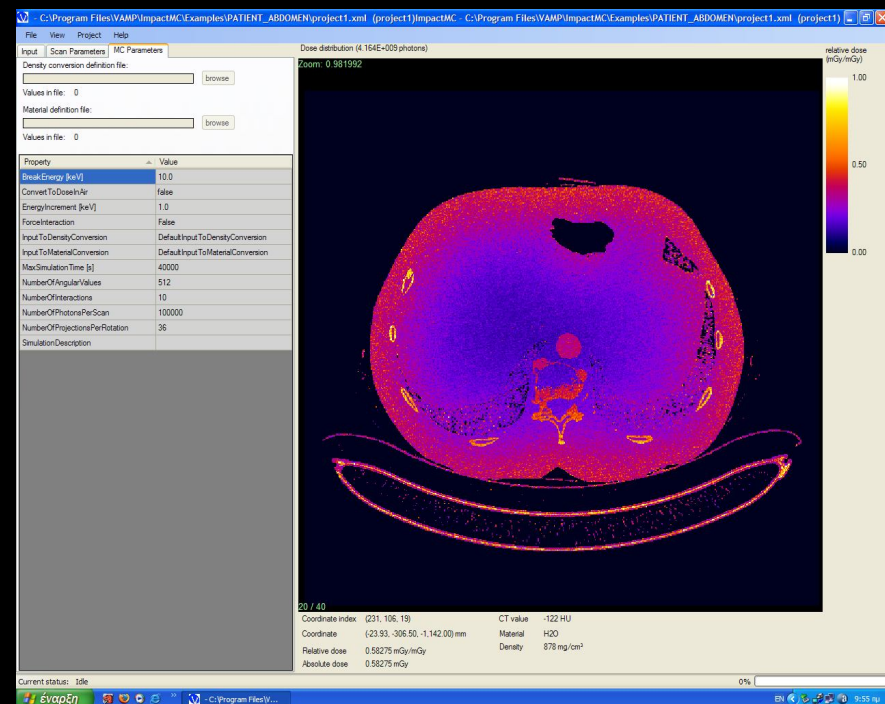 - C:\Program Files\VAMP\ImpactMC\Examples\PATIENT_ABDOMEN\project1.xml (project1)ImpactMC - C:\Program Files\VAMP\ImpactMC\Examples\PATIENT_ABDOMEN\project1.xml (project1)
File View Project Help
Input Scan Parameters MC Parameters
Density conversion definition file:
browse
Values in file: 0
Material definition file:
browse
Values in file: 0
Property Value
BreakEnergy [keV] 10.0
ConvertToDoseInAir false
EnergyIncrement [keV] 1.0
ForceInteraction False
InputToDensityConversion DefaultInputToDensityConversion
InputToMaterialConversion DefaultInputToMaterialConversion
MaxSimulationTime [s] 40000
NumberOfAngularValues 512
NumberOfInteractions 10
NumberOfPhotonsPerScan 100000
NumberOfProjectionsPerRotation 36
SimulationDescription
Dose distribution (4.164E+009 photons)
Zoom: 0.981992
20 / 40
relative dose
(mGy/mGy)
1.00
0.50
0.00
Coordinate index (231, 106, 19) CT value -122 HU
Coordinate (-23.93, -306.50, -1,142.00) mm Material H2O
Relative dose 0.58275 mGy/mGy Density 878 mg/cm³
Absolute dose 0.58275 mGy
Current status: Idle 0%
έναρξη - C:\Program Files\V... EN 9:55 πμ